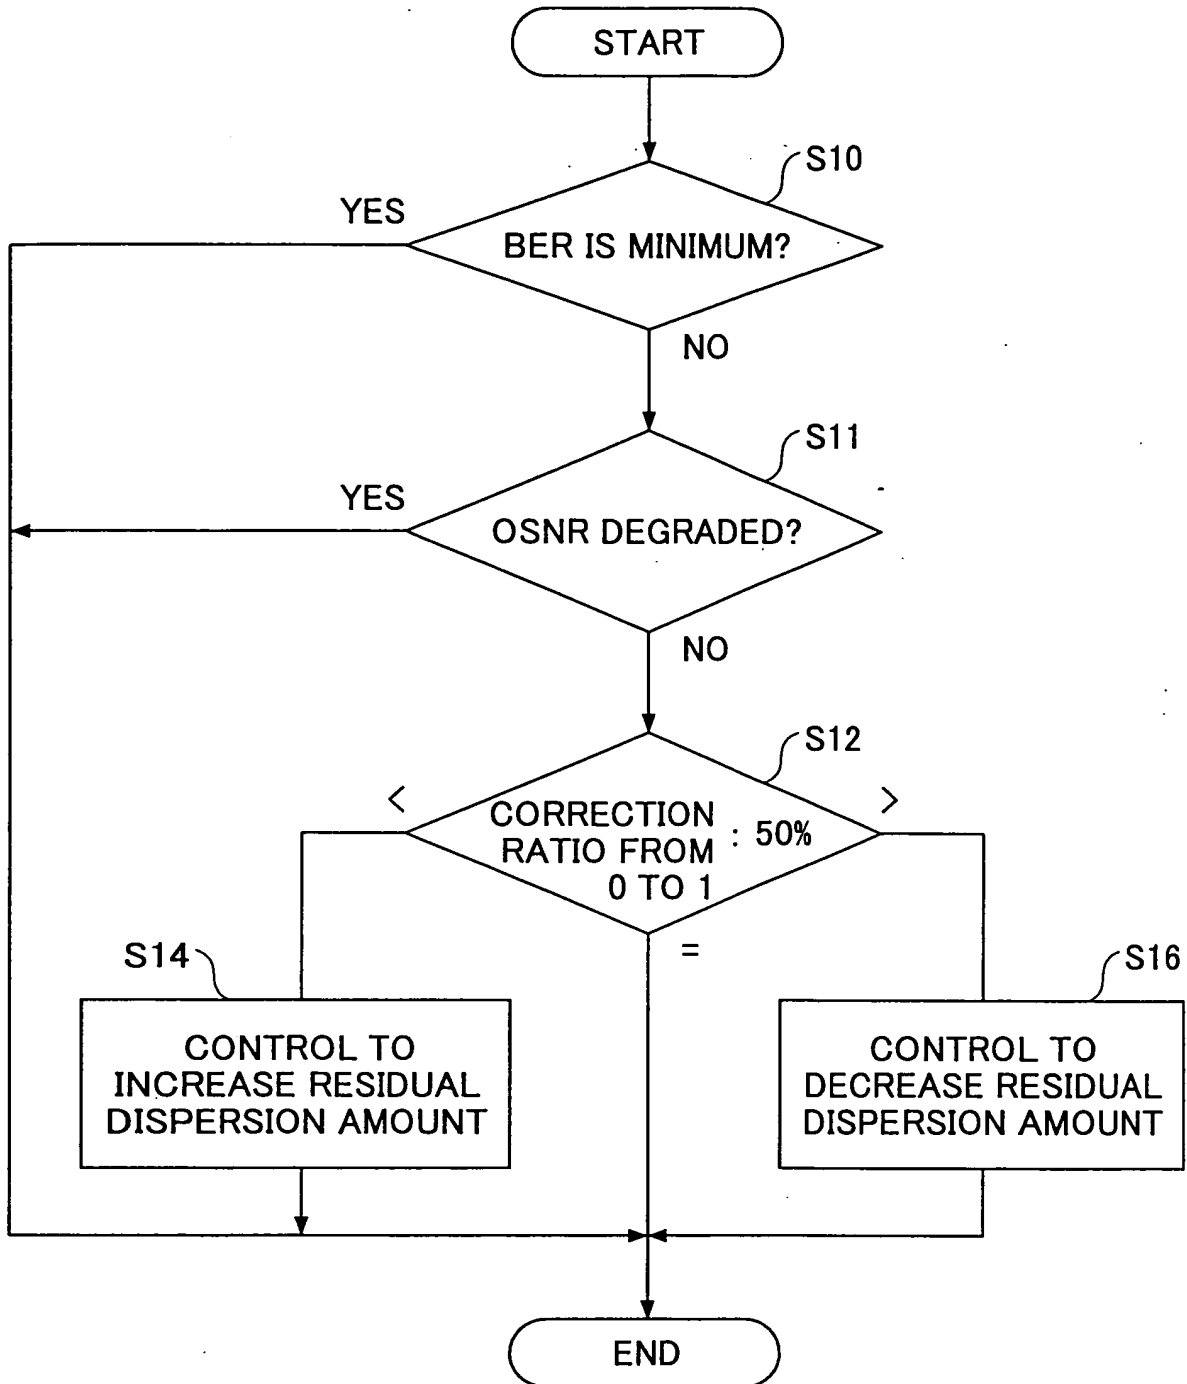 START
S10
YES
BER IS MINIMUM?
NO
S11
YES
OSNR DEGRADED?
NO
S12
<
>
CORRECTION
RATIO FROM : 50%
0 TO 1
=
S14
S16
CONTROL TO
INCREASE RESIDUAL
DISPERSION AMOUNT
CONTROL TO
DECREASE RESIDUAL
DISPERSION AMOUNT
END